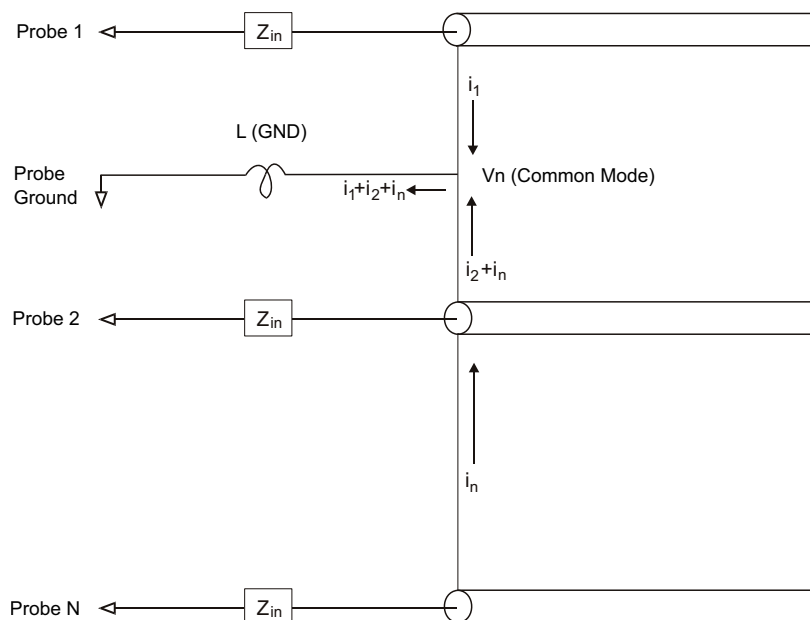 Probe 1
Zin
i1
L (GND)
Probe
Ground
i1+i2+in
Vn (Common Mode)
i2+in
Probe 2
Zin
in
Probe N
Zin